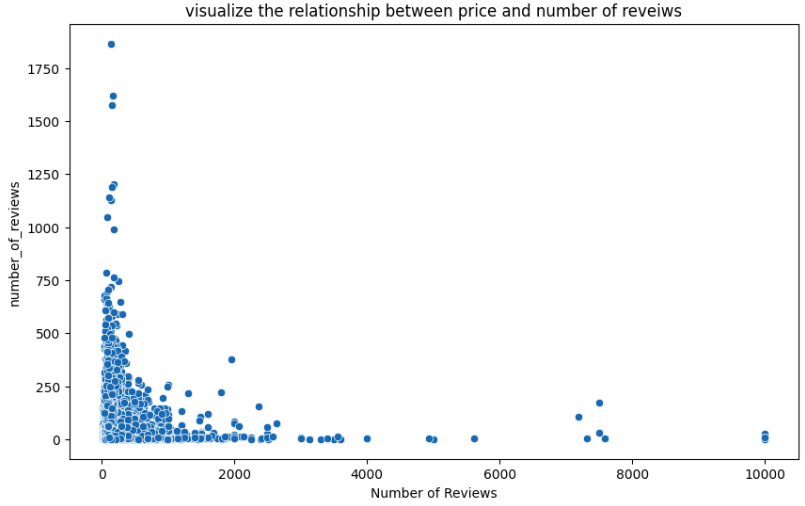 visualize the relationship between price and number of reveiws
number_of_reviews
1750
1500
1250
1000
750
500
250
0
0 2000 4000 6000 8000 10000
Number of Reviews